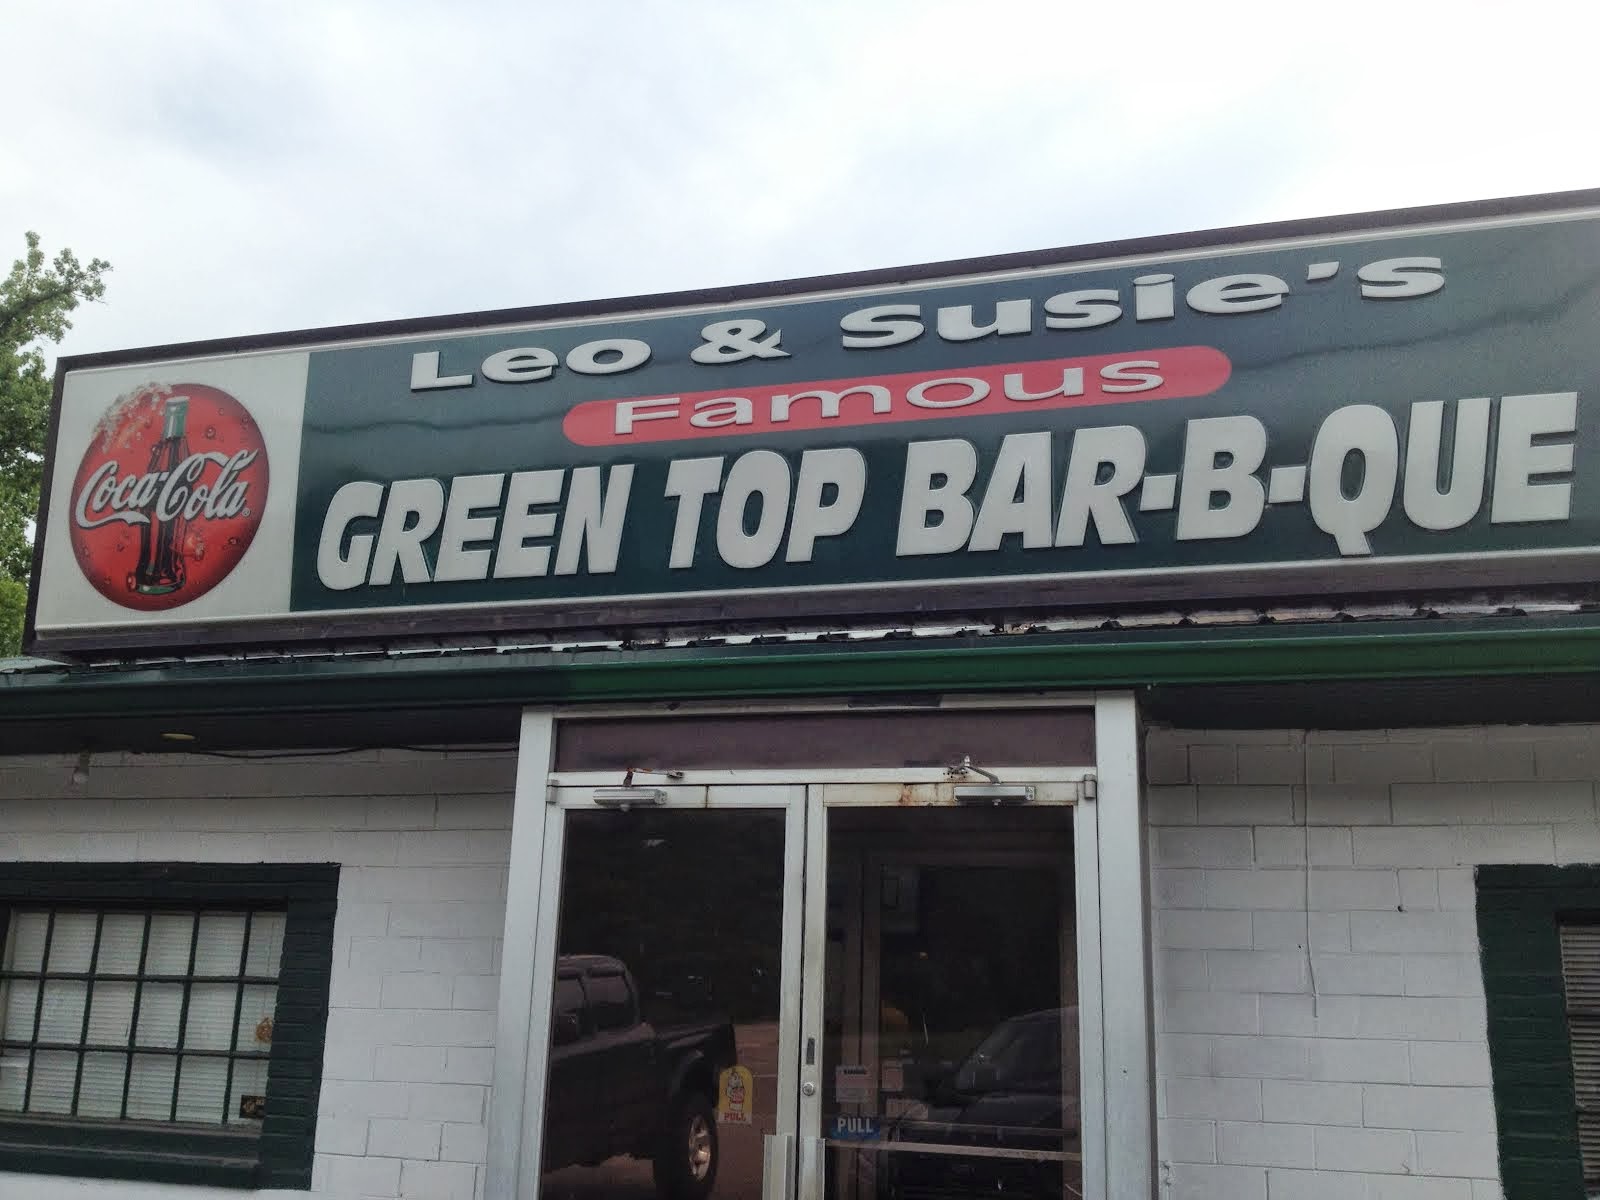 Leo & Susie's
Famous
Coca-Cola®
GREEN TOP BAR-B-QUE
PULL
PULL